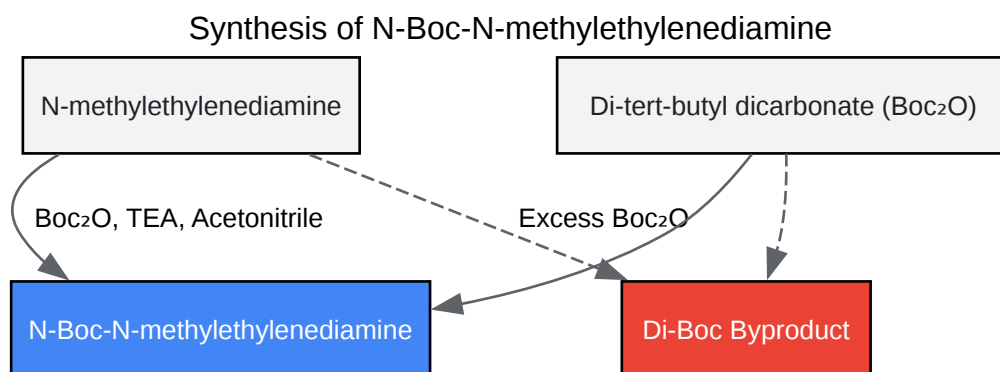 Synthesis of N-Boc-N-methylethylenediamine
N-methylethylenediamine
Di-tert-butyl dicarbonate (Boc₂O)
Boc₂O, TEA, Acetonitrile
Excess Boc₂O
N-Boc-N-methylethylenediamine
Di-Boc Byproduct